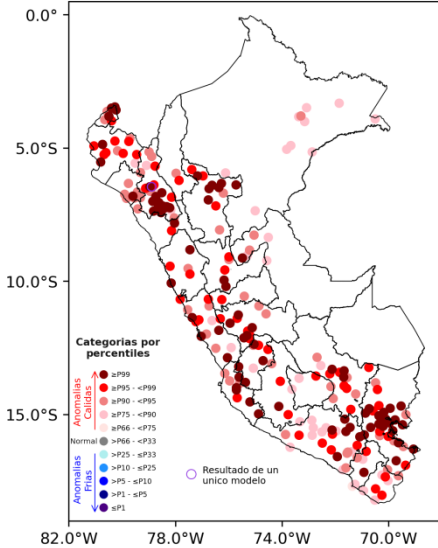 0.0°
5.0°S
10.0°S
15.0°S
Categorias por
percentiles
Anomalias
Calidas
≥P99
≥P95 - <P99
≥P90 - <P95
≥P75 - <P90
≥P66 - <P75
Normal
>P66 - <P33
Anomalias
Frias
>P25 - ≤P33
>P10 - ≤P25
>P5 - ≤P10
>P1 - ≤P5
≤P1
Resultado de un
unico modelo
82.0°W
78.0°W
74.0°W
70.0°W